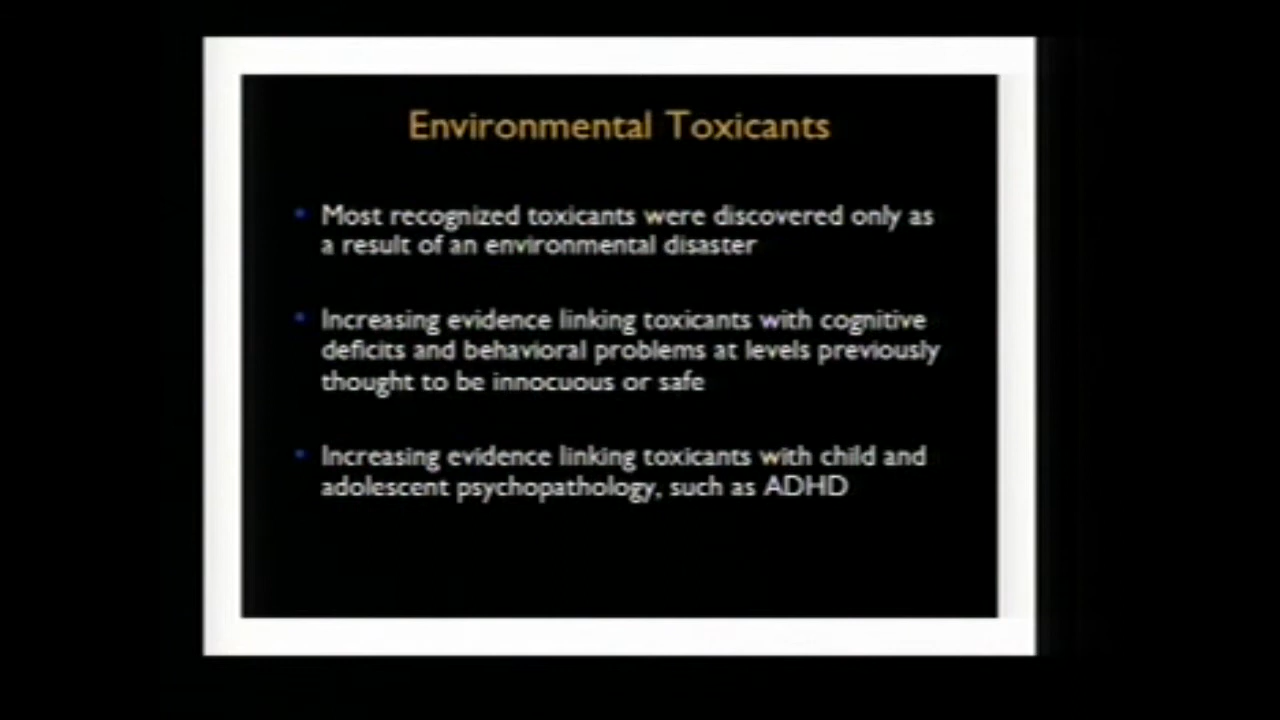 Environmental Toxicants
• Most recognized toxicants were discovered only as
a result of an environmental disaster
• Increasing evidence linking toxicants with cognitive
deficits and behavioral problems at levels previously
thought to be innocuous or safe
• Increasing evidence linking toxicants with child and
adolescent psychopathology, such as ADHD